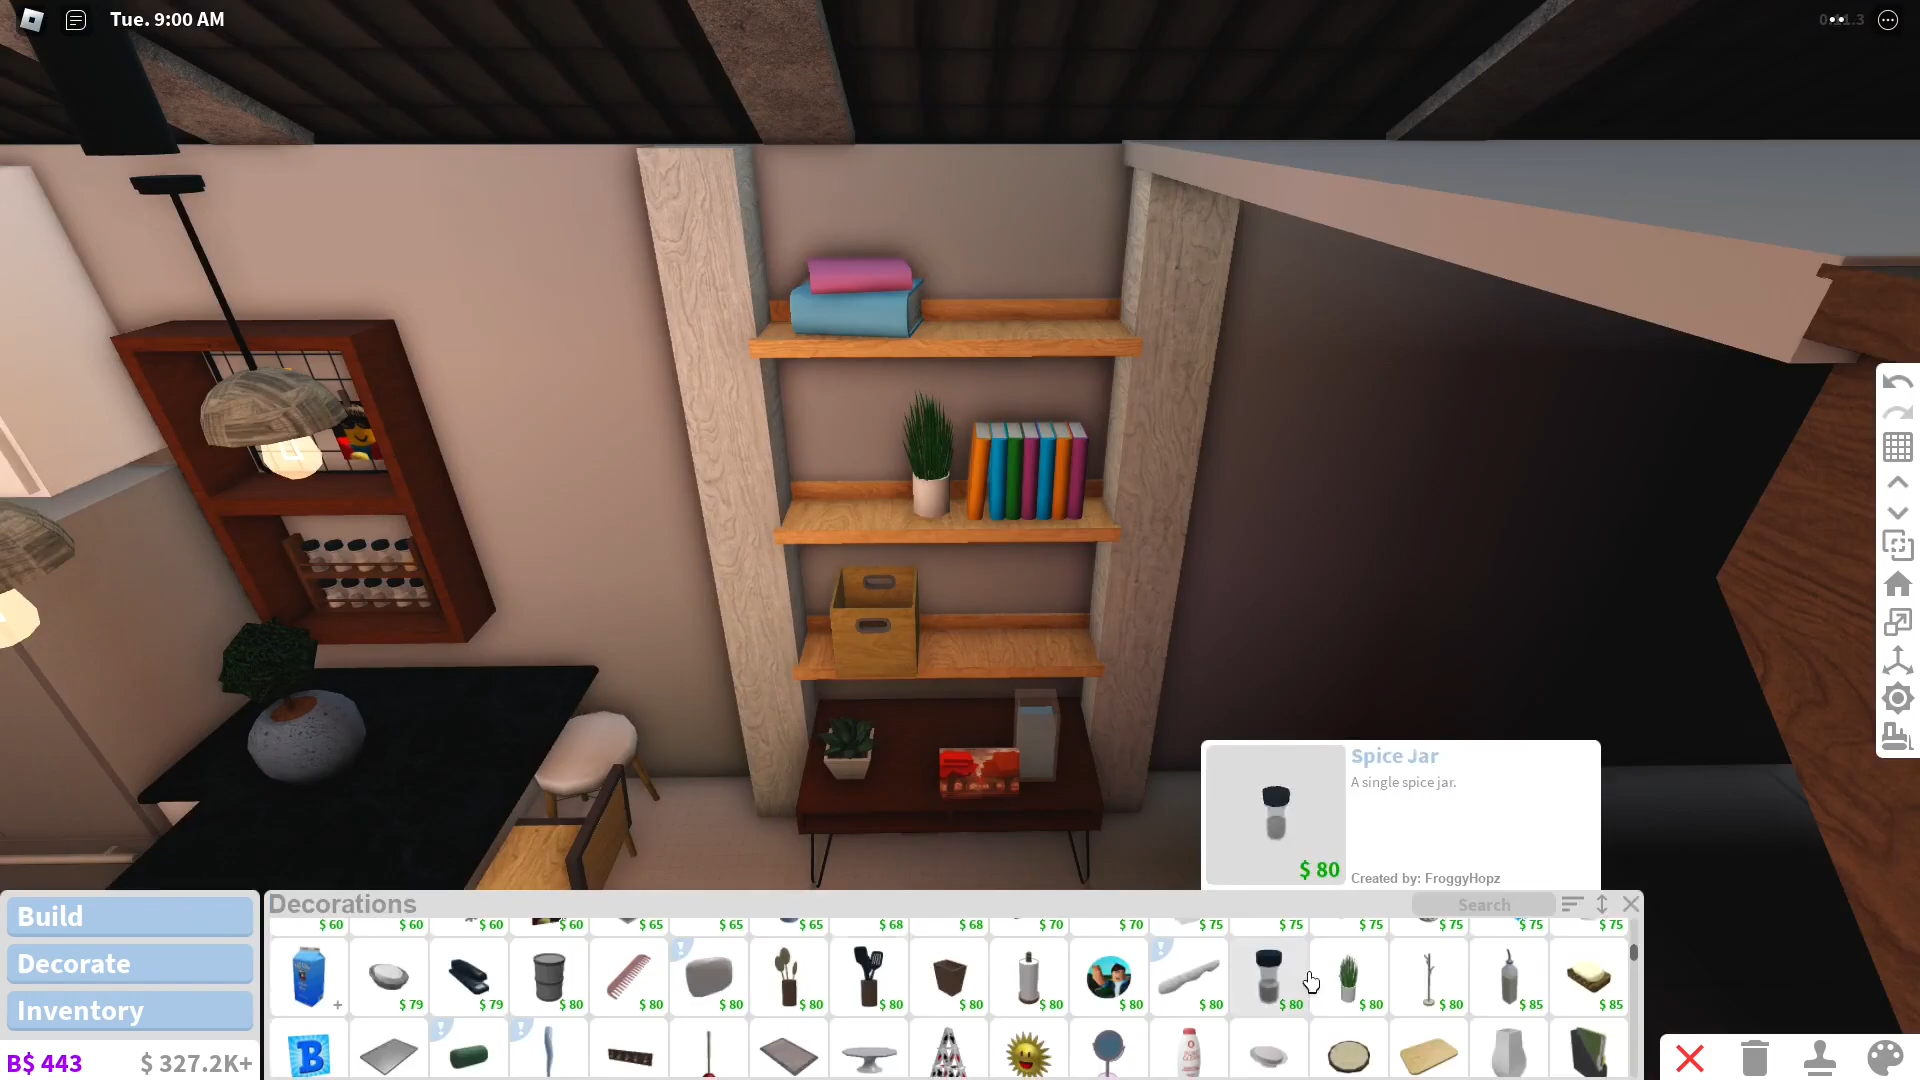 Tue. 9:00 AM
Spice Jar
A single spice jar.
$ 80
Created by: FroggyHopz
Build
Decorate
Inventory
B$ 443
$ 327.2K+
Decorations
Search
$ 60 $ 60 $ 60 $ 60 $ 65 $ 65 $ 65 $ 68 $ 68 $ 70 $ 70 $ 75 $ 75 $ 75 $ 75 $ 75 $ 75
+ $ 79 $ 79 $ 80 $ 80 $ 80 $ 80 $ 80 $ 80 $ 80 $ 80 $ 80 $ 80 $ 80 $ 80 $ 85 $ 85
B